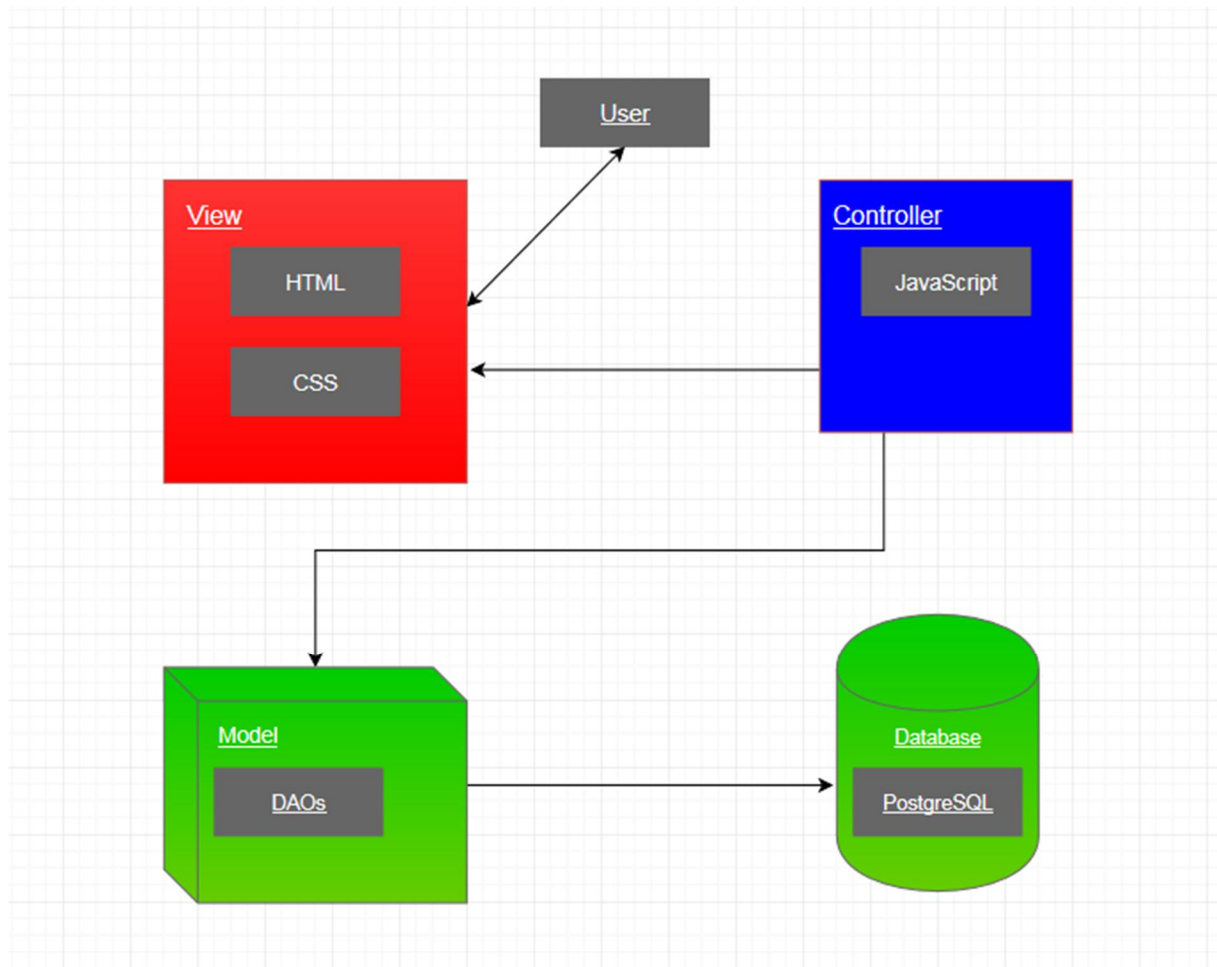 User
View
HTML
CSS
Controller
JavaScript
Model
DAOs
Database
PostgreSQL